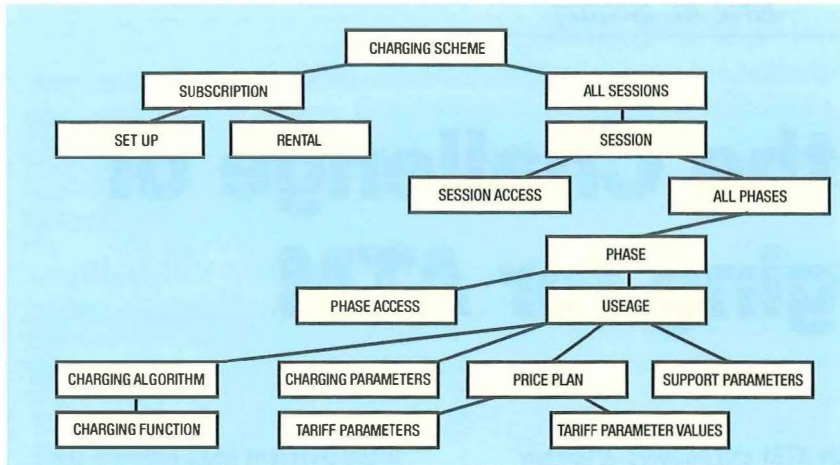 CHARGING SCHEME
SUBSCRIPTION
ALL SESSIONS
SET UP
RENTAL
SESSION
SESSION ACCESS
ALL PHASES
PHASE
PHASE ACCESS
USEAGE
CHARGING ALGORITHM
CHARGING PARAMETERS
PRICE PLAN
SUPPORT PARAMETERS
CHARGING FUNCTION
TARIFF PARAMETERS
TARIFF PARAMETER VALUES